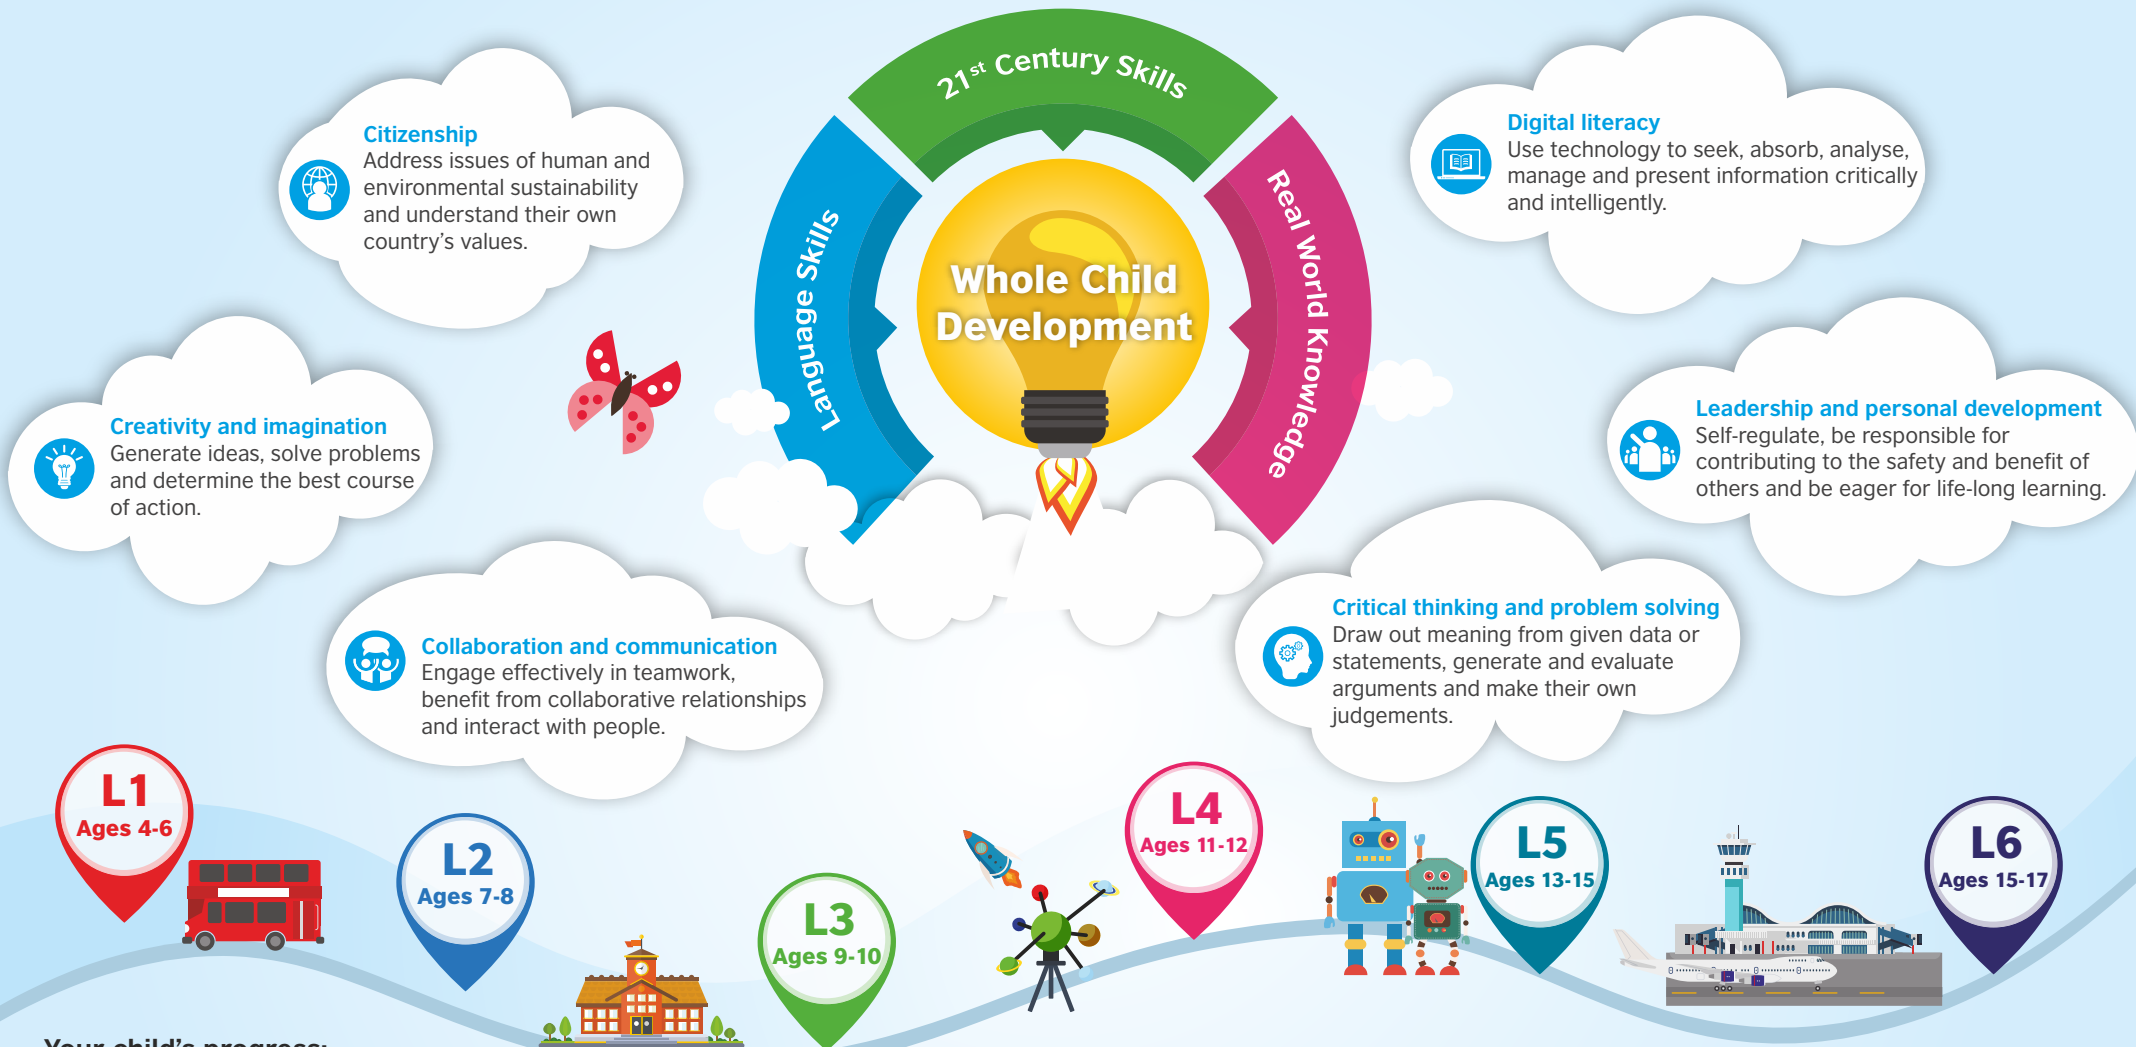 21st Century Skills
Language Skills
Real World Knowledge
Whole Child
Development
Citizenship
Address issues of human and
environmental sustainability
and understand their own
country's values.
Digital literacy
Use technology to seek, absorb, analyse,
manage and present information critically
and intelligently.
Creativity and imagination
Generate ideas, solve problems
and determine the best course
of action.
Leadership and personal development
Self-regulate, be responsible for
contributing to the safety and benefit of
others and be eager for life-long learning.
Collaboration and communication
Engage effectively in teamwork,
benefit from collaborative relationships
and interact with people.
Critical thinking and problem solving
Draw out meaning from given data or
statements, generate and evaluate
arguments and make their own
judgements.
L1
Ages 4-6
L2
Ages 7-8
L3
Ages 9-10
L4
Ages 11-12
L5
Ages 13-15
L6
Ages 15-17
Your child's progress: